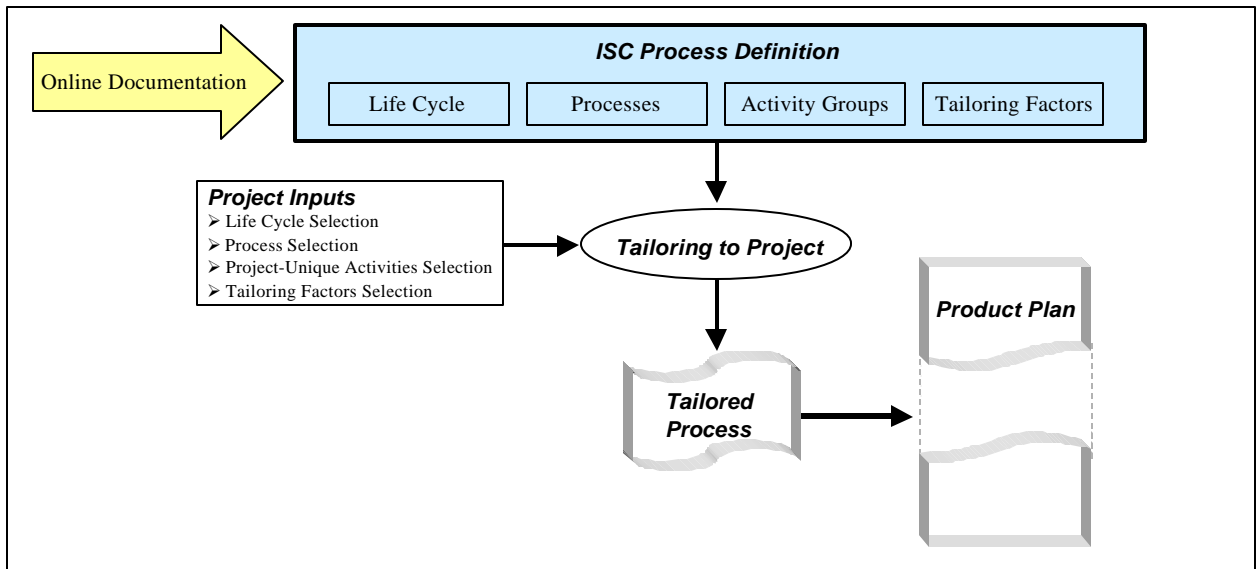 ISC Process Definition
Online Documentation
Life Cycle
Processes
Activity Groups
Tailoring Factors
Project Inputs
➢ Life Cycle Selection
➢ Process Selection
➢ Project-Unique Activities Selection
➢ Tailoring Factors Selection
Tailoring to Project
Product Plan
Tailored
Process